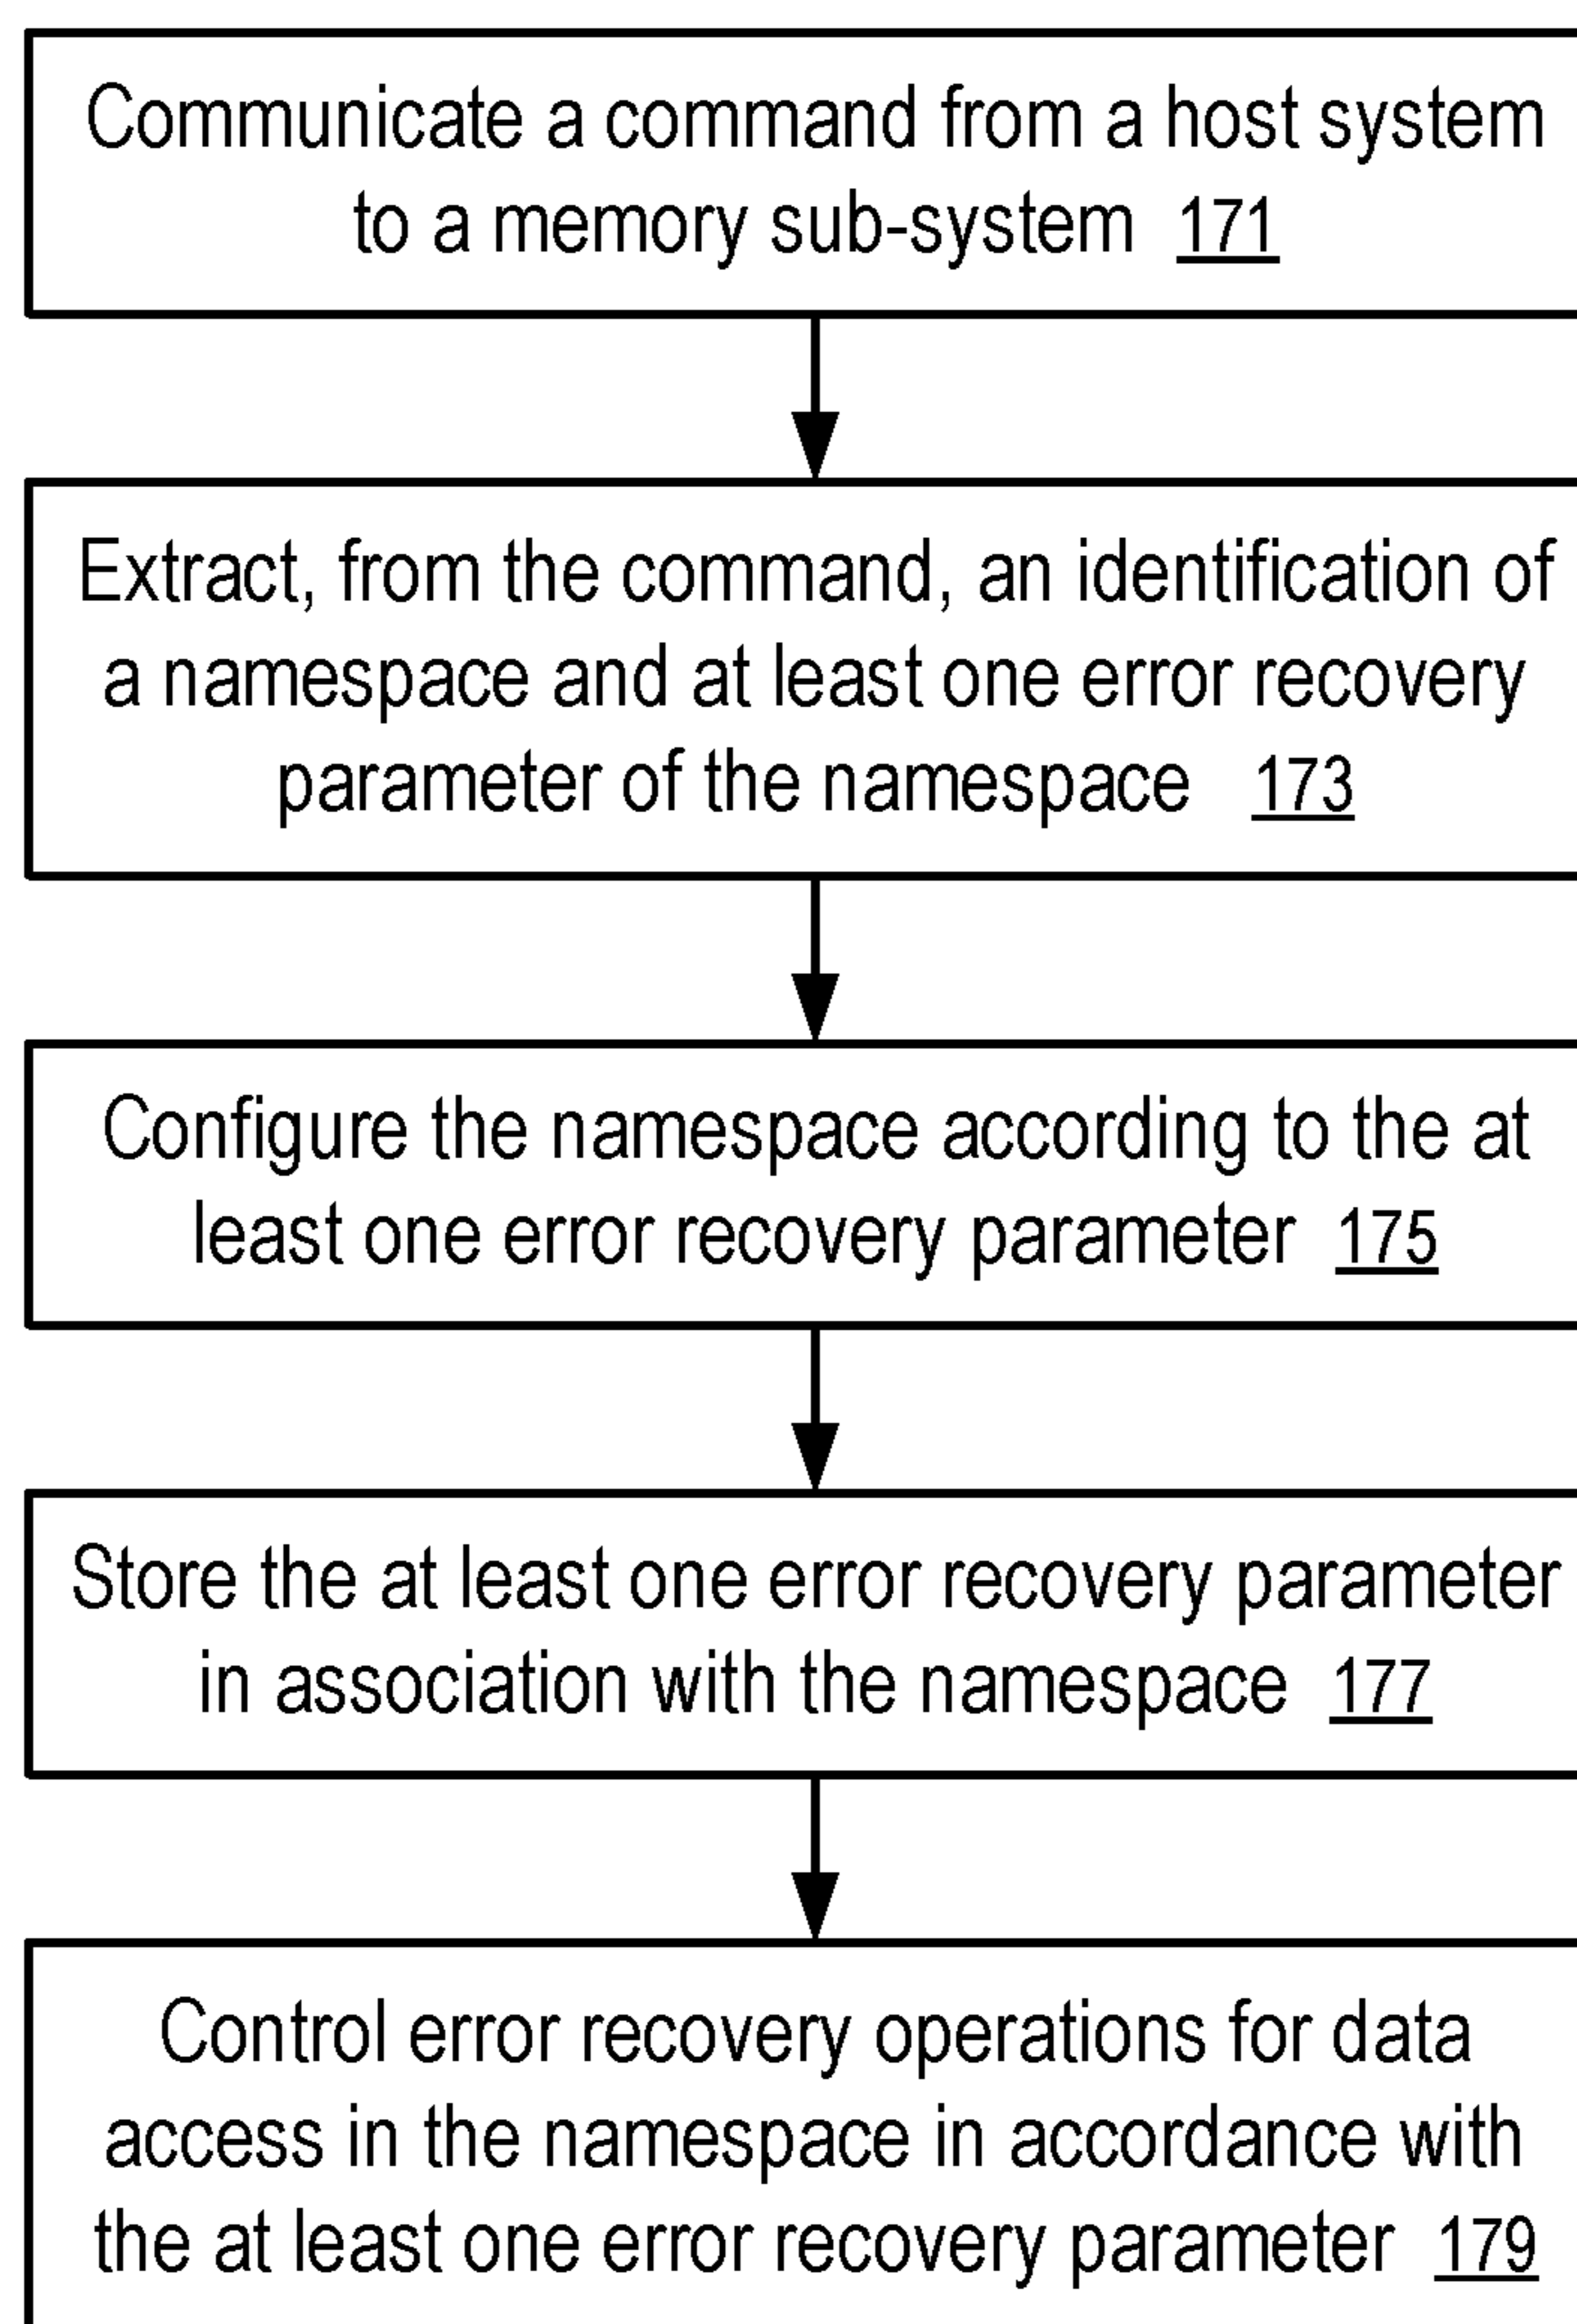 Communicate a command from a host system
to a memory sub-system 171
Extract, from the command, an identification of
a namespace and at least one error recovery
parameter of the namespace 173
Configure the namespace according to the at
least one error recovery parameter 175
Store the at least one error recovery parameter
in association with the namespace 177
Control error recovery operations for data
access in the namespace in accordance with
the at least one error recovery parameter 179